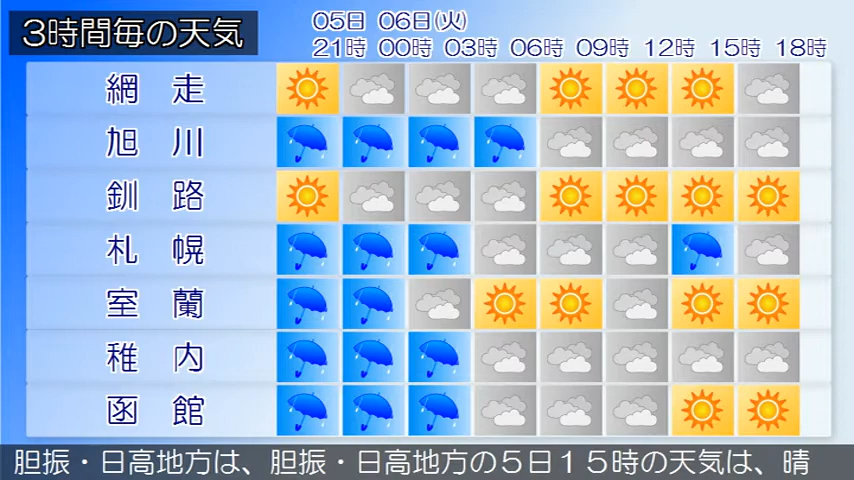 3時間毎の天気
05日 06日(火)
21時 00時 03時 06時 09時 12時 15時 18時
網 走
旭 川
釧 路
札 幌
室 蘭
稚 内
函 館
胆振・日高地方は、胆振・日高地方の5日15時の天気は、晴